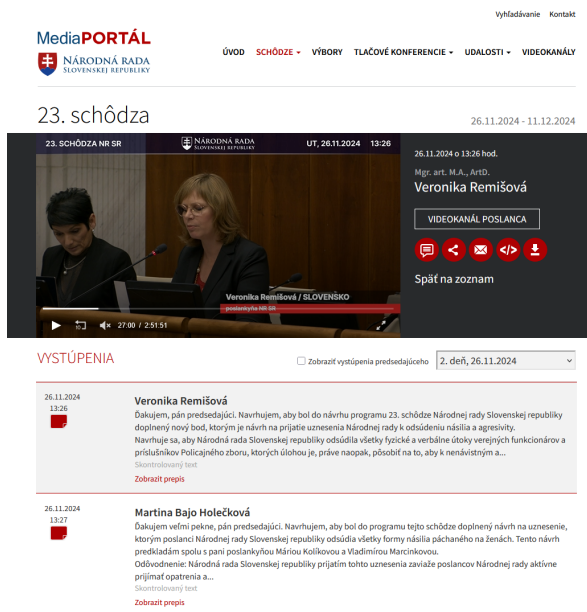 Vyhľadávanie Kontakt
MediaPORTÁL
NÁRODNÁ RADA
SLOVENSKEJ REPUBLIKY
ÚVOD SCHÔDZE VÝBORY TLAČOVÉ KONFERENCIE UDALOSTI VIDEOKANÁLY
23. schôdza
26.11.2024 - 11.12.2024
23. SCHÔDZA NR SR
NÁRODNÁ RADA
SLOVENSKEJ REPUBLIKY
UT, 26.11.2024 13:26
Veronika Remišová / SLOVENSKO
poslankyňa NR SR
10
1x
27:00 / 2:51:51
26.11.2024 o 13:26 hod.
Mgr. art. M.A., ArtD.
Veronika Remišová
VIDEOKANÁL POSLANCA
Späť na zoznam
VYSTÚPENIA
Zobraziť vystúpenia predsedajúceho
2. deň, 26.11.2024
26.11.2024
13:26
Veronika Remišová
Ďakujem, pán predsedajúci. Navrhujem, aby bol do návrhu programu 23. schôdze Národnej rady Slovenskej republiky
doplnený nový bod, ktorým je návrh na prijatie uznesenia Národnej rady k odsúdeniu násilia a agresivity.
Navrhuje sa, aby Národná rada Slovenskej republiky odsúdila všetky fyzické a verbálne útoky verejných funkcionárov a
príslušníkov Policajného zboru, ktorých úlohou je, práve naopak, pôsobiť na to, aby k nenávistným a...
Skontrolovaný text
Zobraziť prepis
26.11.2024
13:27
Martina Bajo Holečková
Ďakujem veľmi pekne, pán predsedajúci. Navrhujem, aby bol do programu tejto schôdze doplnený návrh na uznesenie,
ktorým poslanci Národnej rady Slovenskej republiky odsúdia všetky formy násilia páchaného na ženách. Tento návrh
predkladám spolu s pani poslankyňou Máriou Kolíkovou a Vladimírou Marcinkovou.
Odôvodnenie: Národná rada Slovenskej republiky prijatím tohto uznesenia zaviaže poslancov Národnej rady aktívne
prijímať opatrenia a...
Skontrolovaný text
Zobraziť prepis